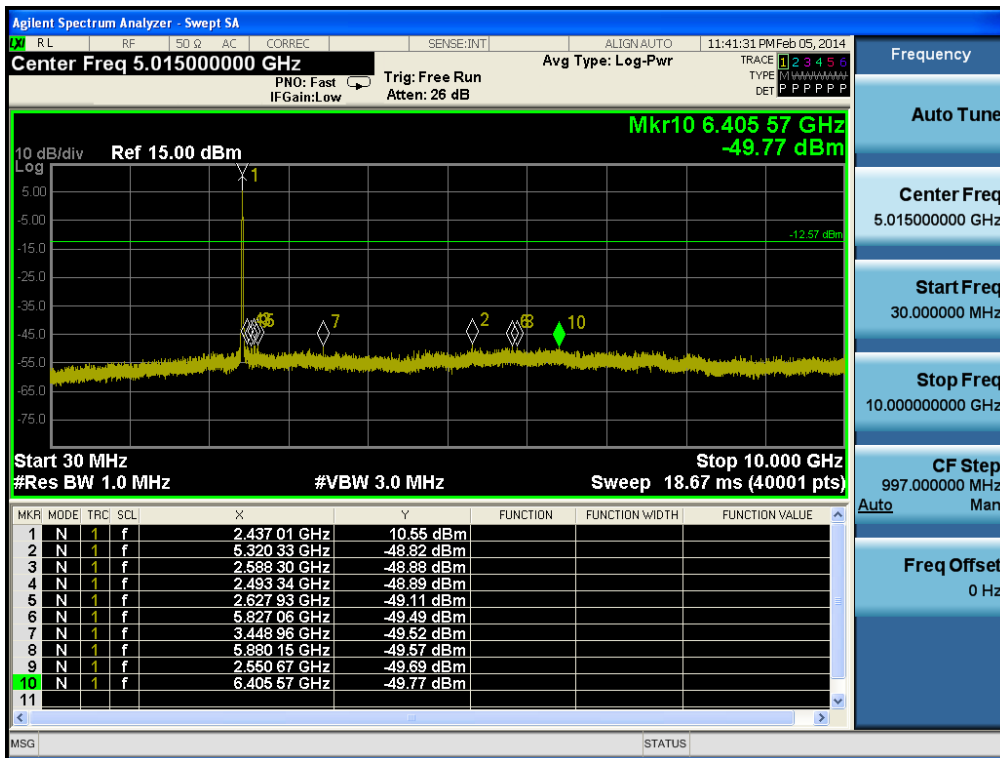 Agilent Spectrum Analyzer - Swept SA
LXI RL RF 50 Ω AC CORREC SENSE:INT ALIGN AUTO 11:41:31 PM Feb 05, 2014
Center Freq 5.015000000 GHz
PNO: Fast
IFGain:Low
Trig: Free Run
Atten: 26 dB
Avg Type: Log-Pwr
TRACE 1 2 3 4 5 6
TYPE M WWWWW
DET P P P P P P
Mkr10 6.405 57 GHz
-49.77 dBm
10 dB/div Ref 15.00 dBm
Log
1
5.00
-5.00
-12.57 dBm
-15.0
-25.0
-35.0
7
2
10
-45.0
-55.0
-65.0
-75.0
Start 30 MHz Stop 10.000 GHz
#Res BW 1.0 MHz #VBW 3.0 MHz Sweep 18.67 ms (40001 pts)
MKR MODE TRC SCL X Y FUNCTION FUNCTION WIDTH FUNCTION VALUE
1 N 1 f 2.437 01 GHz 10.55 dBm
2 N 1 f 5.320 33 GHz -48.82 dBm
3 N 1 f 2.588 30 GHz -48.88 dBm
4 N 1 f 2.493 34 GHz -48.89 dBm
5 N 1 f 2.627 93 GHz -49.11 dBm
6 N 1 f 5.827 06 GHz -49.49 dBm
7 N 1 f 3.448 96 GHz -49.52 dBm
8 N 1 f 5.880 15 GHz -49.57 dBm
9 N 1 f 2.550 67 GHz -49.69 dBm
10 N 1 f 6.405 57 GHz -49.77 dBm
11
MSG STATUS
Frequency
Auto Tune
Center Freq
5.015000000 GHz
Start Freq
30.000000 MHz
Stop Freq
10.000000000 GHz
CF Step
997.000000 MHz
Auto Man
Freq Offset
0 Hz